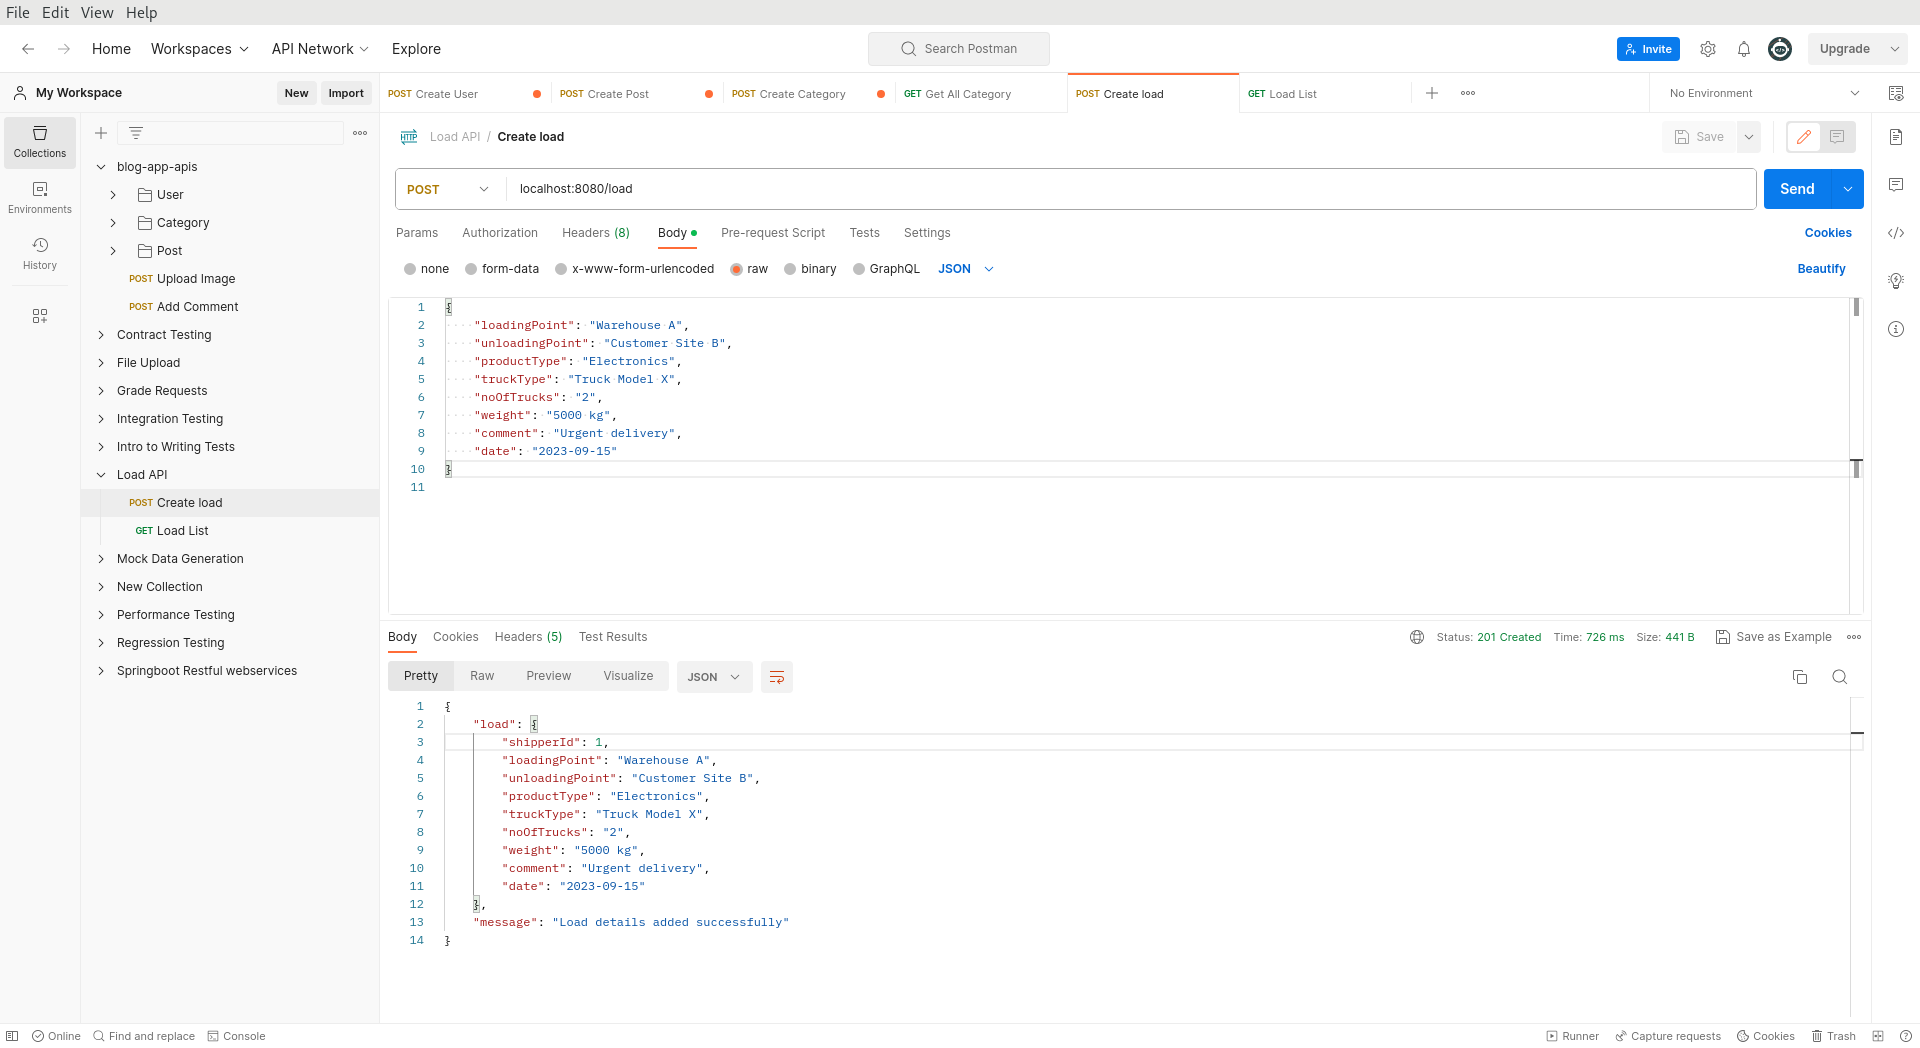 File Edit View Help
Home Workspaces API Network Explore Search Postman Invite Upgrade
My Workspace New Import POST Create User POST Create Post POST Create Category GET Get All Category POST Create load GET Load List No Environment
Collections
Environments
History
blog-app-apis
User
Category
Post
POST Upload Image
POST Add Comment
Contract Testing
File Upload
Grade Requests
Integration Testing
Intro to Writing Tests
Load API
POST Create load
GET Load List
Mock Data Generation
New Collection
Performance Testing
Regression Testing
Springboot Restful webservices
HTTP Load API / Create load Save
POST localhost:8080/load Send
Params Authorization Headers (8) Body Pre-request Script Tests Settings Cookies
none form-data x-www-form-urlencoded raw binary GraphQL JSON Beautify
1 {
2 "loadingPoint": "Warehouse A",
3 "unloadingPoint": "Customer Site B",
4 "productType": "Electronics",
5 "truckType": "Truck Model X",
6 "noOfTrucks": "2",
7 "weight": "5000 kg",
8 "comment": "Urgent delivery",
9 "date": "2023-09-15"
10 }
11
Body Cookies Headers (5) Test Results Status: 201 Created Time: 726 ms Size: 441 B Save as Example
Pretty Raw Preview Visualize JSON
1 {
2 "load": {
3 "shipperId": 1,
4 "loadingPoint": "Warehouse A",
5 "unloadingPoint": "Customer Site B",
6 "productType": "Electronics",
7 "truckType": "Truck Model X",
8 "noOfTrucks": "2",
9 "weight": "5000 kg",
10 "comment": "Urgent delivery",
11 "date": "2023-09-15"
12 },
13 "message": "Load details added successfully"
14 }
Online Find and replace Console Runner Capture requests Cookies Trash